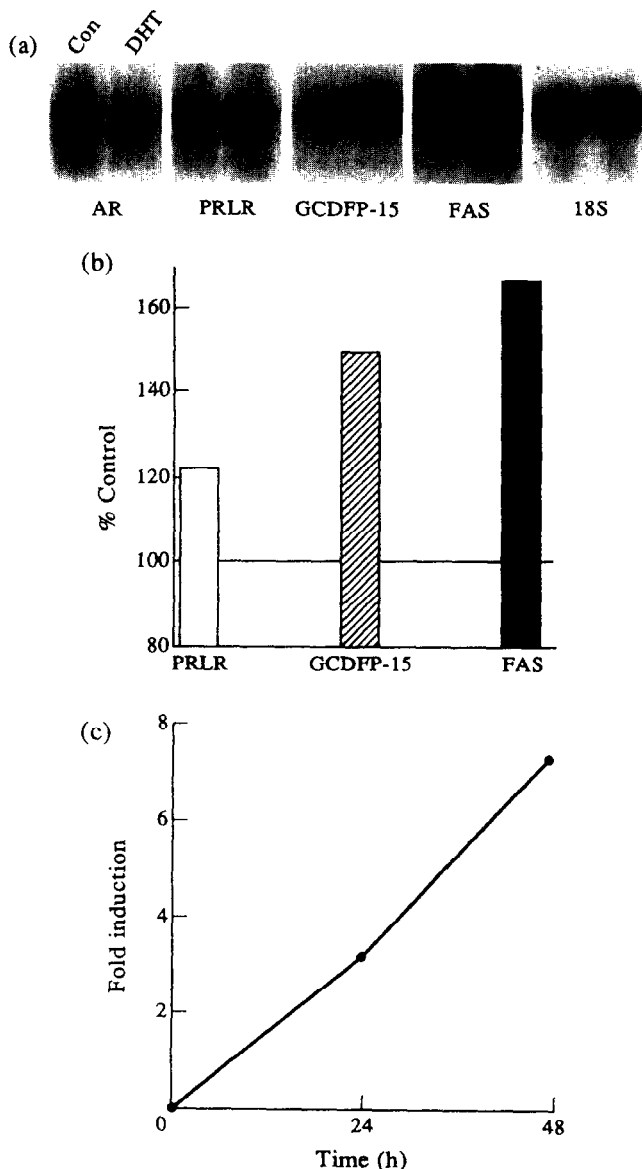 (a)
Con DHT
AR PRLR GCDFP-15 FAS 18S
(b)
% Control
160
140
120
100
80
PRLR GCDFP-15 FAS
(c)
Fold induction
8
6
4
2
0 24 48
Time (h)